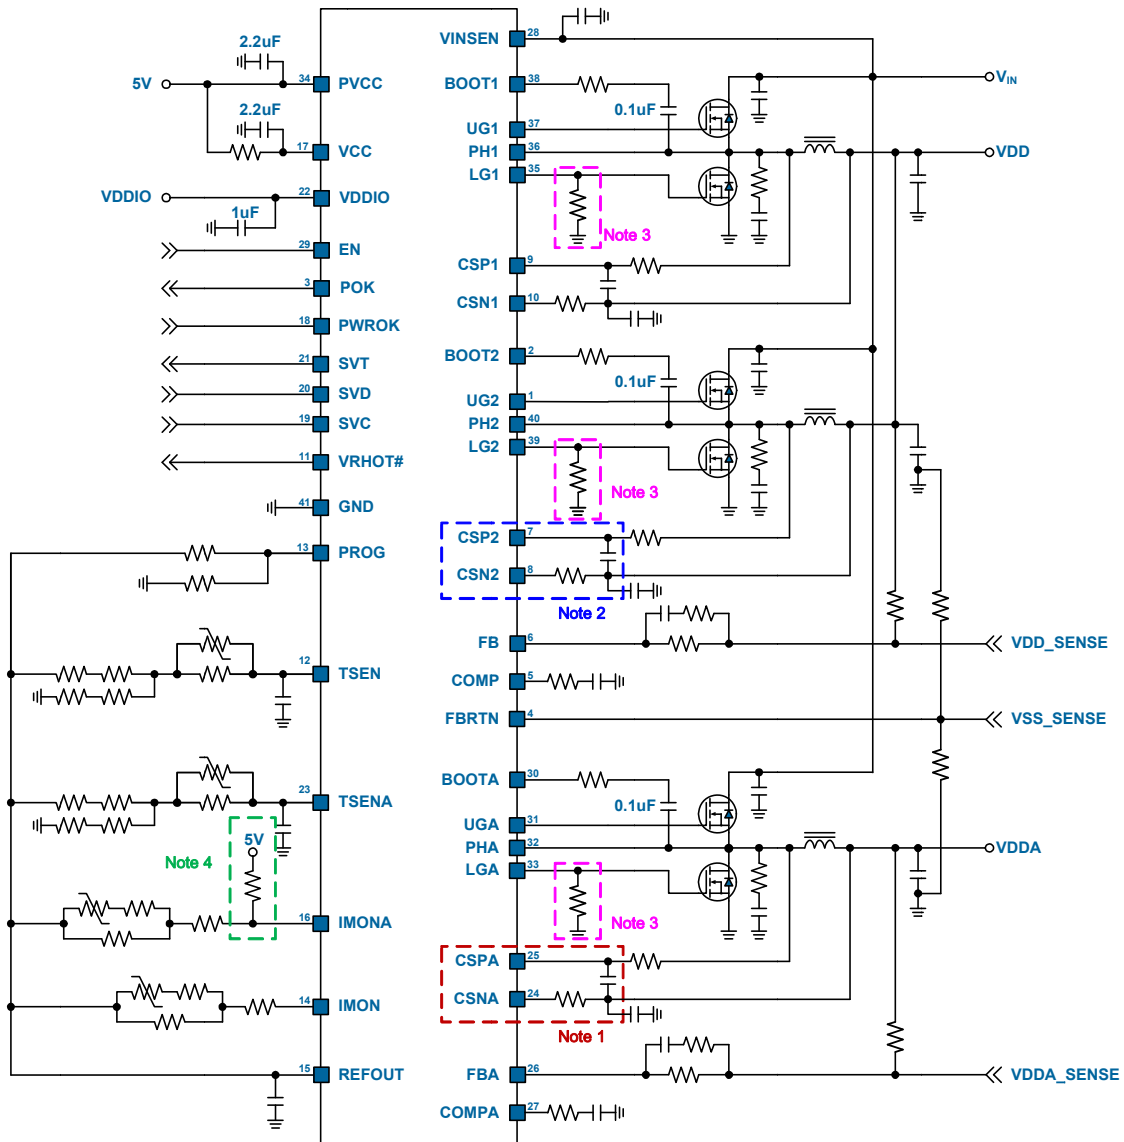 VINSEN
28
2.2uF
34
5V
PVCC
BOOT1
38
V_IN
0.1uF
2.2uF
17
VCC
UG1
37
PH1
36
VDD
LG1
35
VDDIO
22
VDDIO
1uF
Note 3
29
EN
CSP1
9
3
POK
CSN1
10
18
PWROK
21
SVT
BOOT2
2
20
SVD
0.1uF
UG2
1
19
SVC
PH2
40
LG2
39
11
VRHOT#
Note 3
41
GND
CSP2
7
13
PROG
CSN2
8
Note 2
FB
6
VDD_SENSE
12
TSEN
COMP
5
FBRTN
4
VSS_SENSE
BOOTA
30
23
TSENA
0.1uF
UGA
31
5V
PHA
32
VDDA
Note 4
LGA
33
16
IMONA
Note 3
CSPA
25
CSNA
24
14
IMON
Note 1
15
REFOUT
FBA
26
VDDA_SENSE
COMPA
27